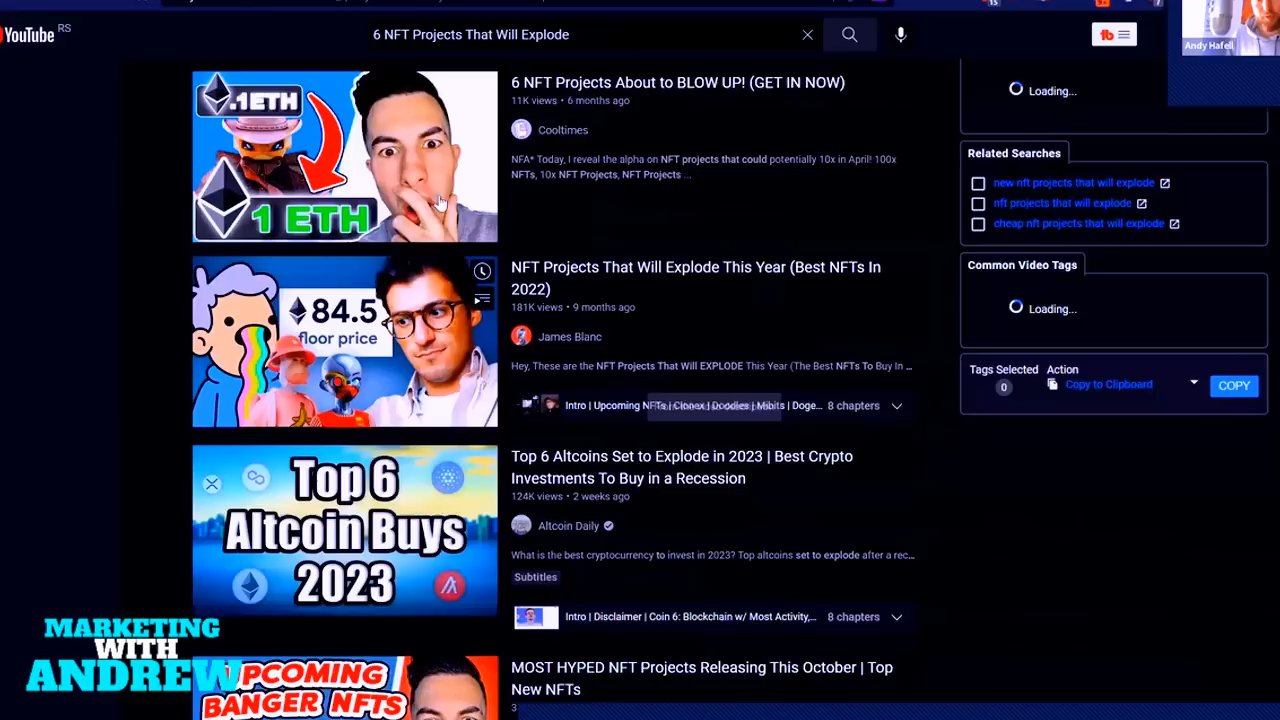 YouTube RS
6 NFT Projects That Will Explode
Andy Hafell
.1ETH
1 ETH
6 NFT Projects About to BLOW UP! (GET IN NOW)
11K views • 6 months ago
Cooltimes
NFA* Today, I reveal the alpha on NFT projects that could potentially 10x in April! 100x
NFTs, 10x NFT Projects, NFT Projects ...
84.5
floor price
NFT Projects That Will Explode This Year (Best NFTs In
2022)
181K views • 9 months ago
James Blanc
Hey, These are the NFT Projects That Will EXPLODE This Year (The Best NFTs To Buy In ...
Intro | Upcoming NFTs | Clonex | Doodles | Mibits | Doge...
8 chapters
Top 6
Altcoin Buys
2023
Top 6 Altcoins Set to Explode in 2023 | Best Crypto
Investments To Buy in a Recession
124K views • 2 weeks ago
Altcoin Daily
What is the best cryptocurrency to invest in 2023? Top altcoins set to explode after a rec...
Subtitles
Intro | Disclaimer | Coin 6: Blockchain w/ Most Activity,...
8 chapters
UPCOMING
BANGER NFTS
MOST HYPED NFT Projects Releasing This October | Top
New NFTs
Loading...
Related Searches
new nft projects that will explode
nft projects that will explode
cheap nft projects that will explode
Common Video Tags
Loading...
Tags Selected
0
Action
Copy to Clipboard
COPY
MARKETING
WITH
ANDREW